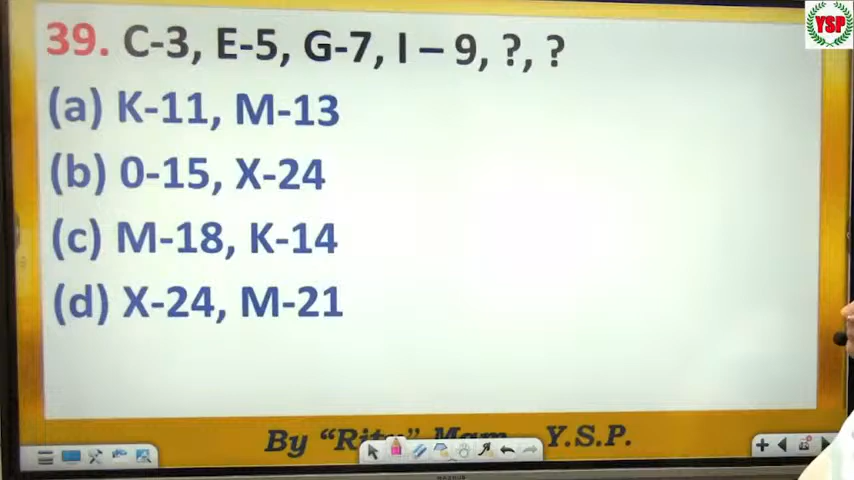 YSP
39. C-3, E-5, G-7, I – 9, ?, ?
(a) K-11, M-13
(b) 0-15, X-24
(c) M-18, K-14
(d) X-24, M-21
By “Ritu” Mam Y.S.P.